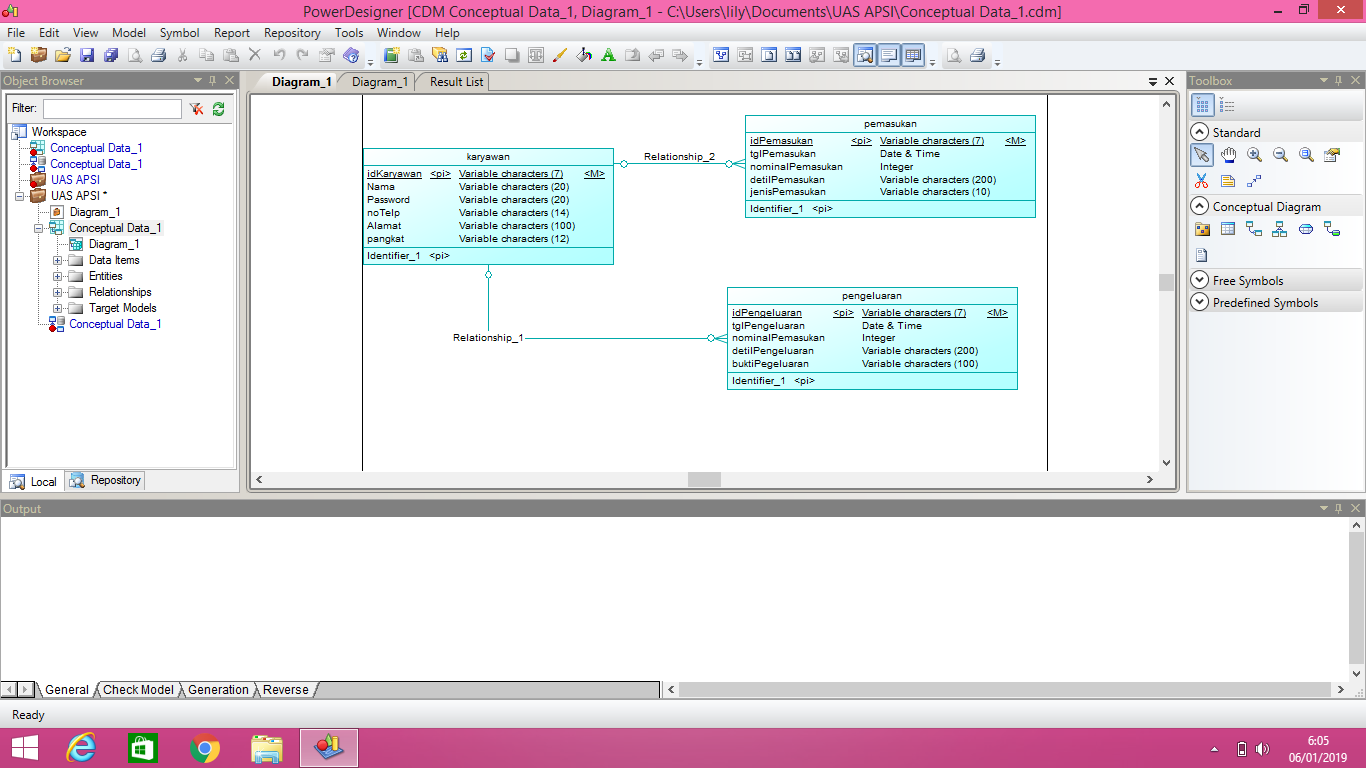 PowerDesigner [CDM Conceptual Data_1, Diagram_1 - C:\Users\lily\Documents\UAS APSI\Conceptual Data_1.cdm]
File Edit View Model Symbol Report Repository Tools Window Help
Object Browser
Filter:
Workspace
Conceptual Data_1
Conceptual Data_1
UAS APSI
UAS APSI *
Diagram_1
Conceptual Data_1
Diagram_1
Data Items
Entities
Relationships
Target Models
Conceptual Data_1
Local Repository
Diagram_1 Diagram_1 Result List
karyawan
idKaryawan <pi> Variable characters (7) <M>
Nama Variable characters (20)
Password Variable characters (20)
noTelp Variable characters (14)
Alamat Variable characters (100)
pangkat Variable characters (12)
Identifier_1 <pi>
Relationship_2
pemasukan
idPemasukan <pi> Variable characters (7) <M>
tglPemasukan Date & Time
nominalPemasukan Integer
detilPemasukan Variable characters (200)
jenisPemasukan Variable characters (10)
Identifier_1 <pi>
Relationship_1
pengeluaran
idPengeluaran <pi> Variable characters (7) <M>
tglPengeluaran Date & Time
nominalPemasukan Integer
detilPengeluaran Variable characters (200)
buktiPegeluaran Variable characters (100)
Identifier_1 <pi>
Toolbox
Standard
Conceptual Diagram
Free Symbols
Predefined Symbols
Output
General Check Model Generation Reverse
Ready
6:05
06/01/2019